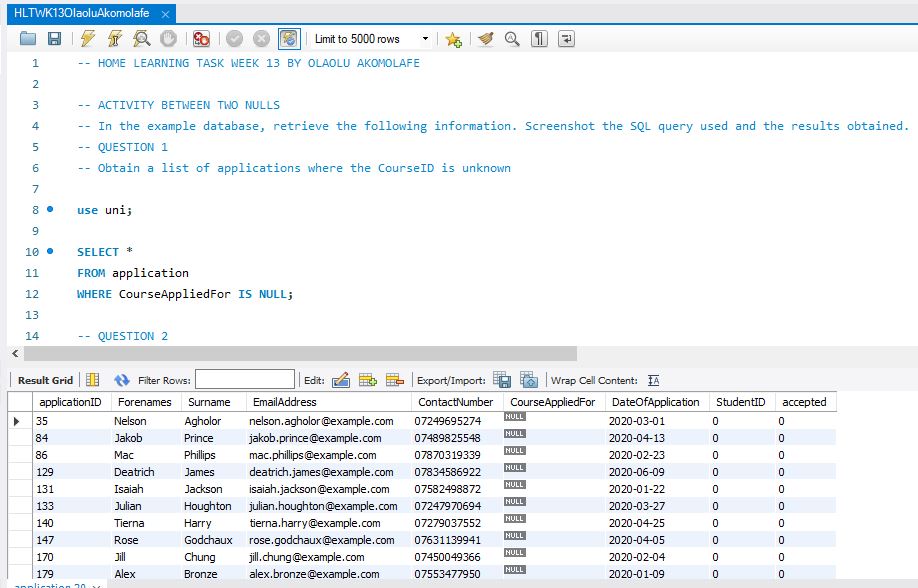 HLTWK13OlaoluAkomolafe
Limit to 5000 rows
1 -- HOME LEARNING TASK WEEK 13 BY OLAOLU AKOMOLAFE
2
3 -- ACTIVITY BETWEEN TWO NULLS
4 -- In the example database, retrieve the following information. Screenshot the SQL query used and the results obtained.
5 -- QUESTION 1
6 -- Obtain a list of applications where the CourseID is unknown
7
8 use uni;
9
10 SELECT *
11 FROM application
12 WHERE CourseAppliedFor IS NULL;
13
14 -- QUESTION 2
Result Grid Filter Rows: Edit: Export/Import: Wrap Cell Content:
applicationID Forenames Surname EmailAddress ContactNumber CourseAppliedFor DateOfApplication StudentID accepted
35 Nelson Agholor nelson.agholor@example.com 07249695274 NULL 2020-03-01 0 0
84 Jakob Prince jakob.prince@example.com 07489825548 NULL 2020-04-13 0 0
86 Mac Phillips mac.phillips@example.com 07870319339 NULL 2020-02-23 0 0
129 Deatrich James deatrich.james@example.com 07834586922 NULL 2020-06-09 0 0
131 Isaiah Jackson isaiah.jackson@example.com 07582498872 NULL 2020-01-22 0 0
133 Julian Houghton julian.houghton@example.com 07247970694 NULL 2020-03-27 0 0
140 Tierna Harry tierna.harry@example.com 07279037552 NULL 2020-04-25 0 0
147 Rose Godchaux rose.godchaux@example.com 07631139941 NULL 2020-04-05 0 0
170 Jill Chung jill.chung@example.com 07450049366 NULL 2020-02-04 0 0
179 Alex Bronze alex.bronze@example.com 07553477950 NULL 2020-01-09 0 0